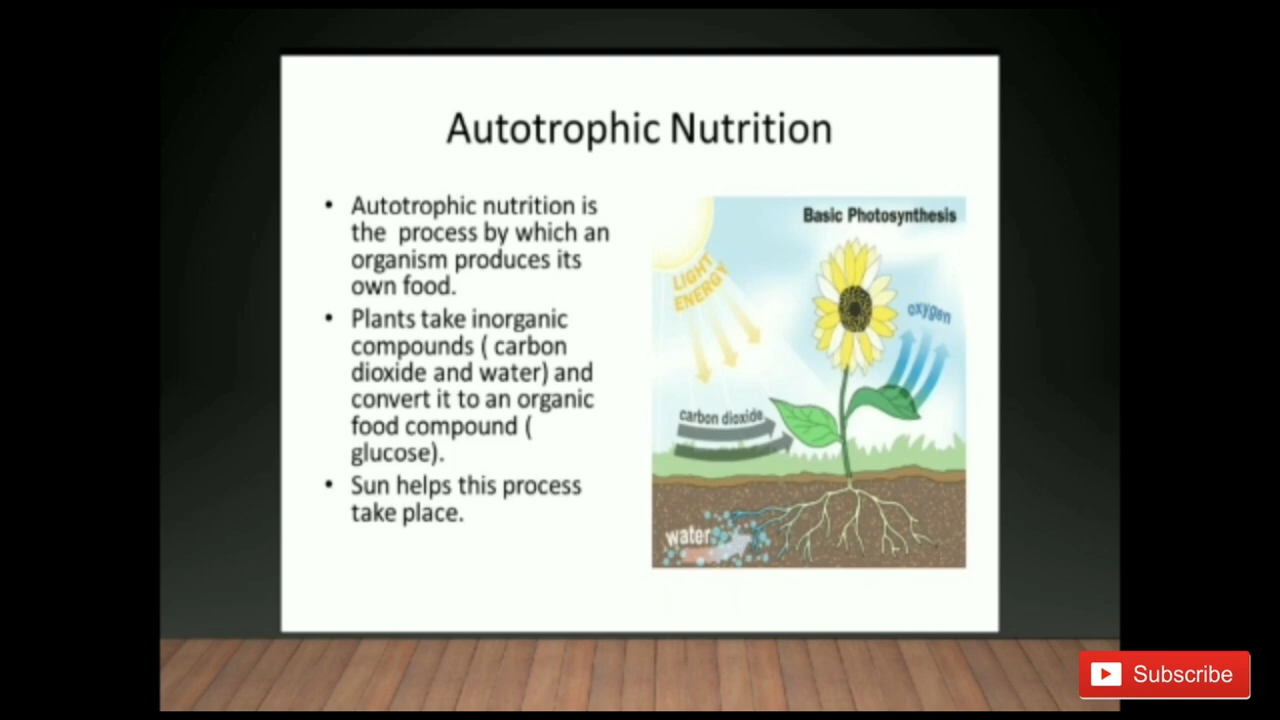 Autotrophic Nutrition
• Autotrophic nutrition is
the process by which an
organism produces its
own food.
• Plants take inorganic
compounds ( carbon
dioxide and water) and
convert it to an organic
food compound (
glucose).
• Sun helps this process
take place.
Basic Photosynthesis
LIGHT
ENERGY
oxygen
carbon dioxide
water
Subscribe